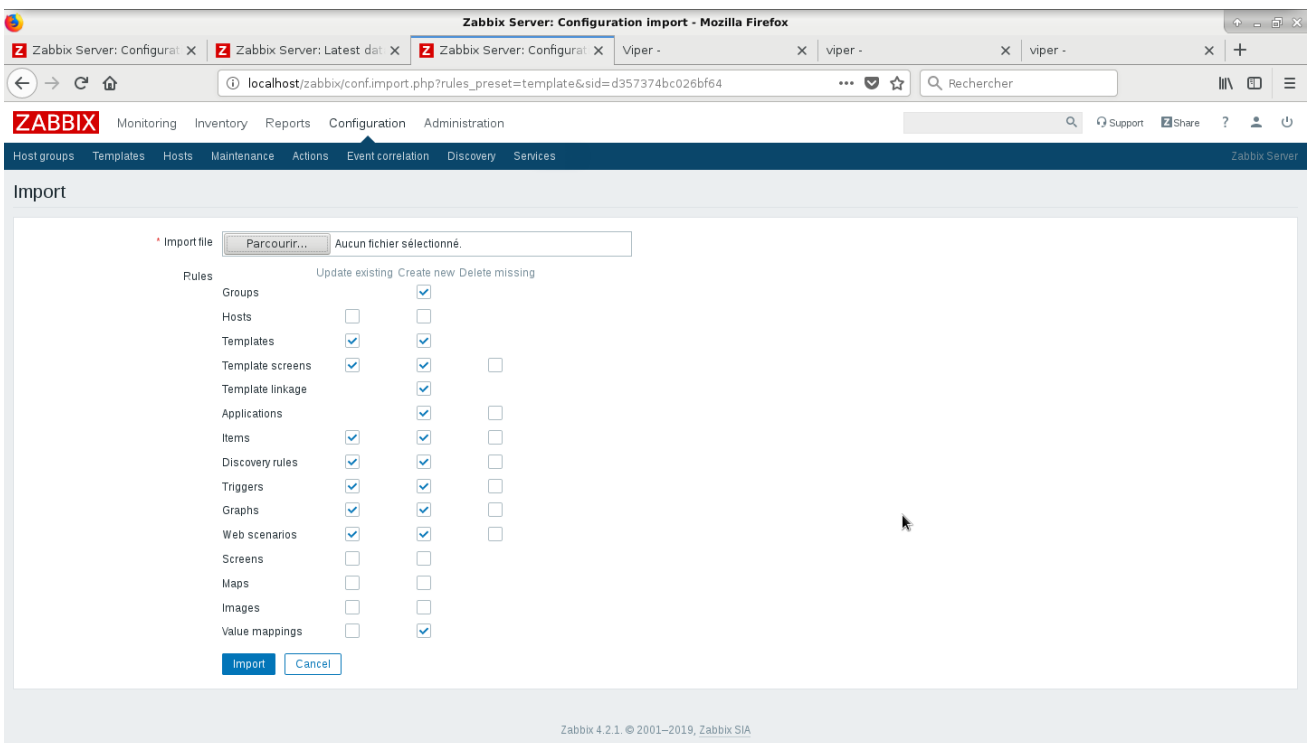 Zabbix Server: Configuration import - Mozilla Firefox
Z Zabbix Server: Configurat Z Zabbix Server: Latest dat Z Zabbix Server: Configurat Viper - viper - viper -
localhost/zabbix/conf.import.php?rules_preset=template&sid=d357374bc026bf64 Rechercher
ZABBIX Monitoring Inventory Reports Configuration Administration Support Z Share ?
Host groups Templates Hosts Maintenance Actions Event correlation Discovery Services Zabbix Server
Import
* Import file Parcourir... Aucun fichier sélectionné.
Rules Update existing Create new Delete missing
Groups
Hosts
Templates
Template screens
Template linkage
Applications
Items
Discovery rules
Triggers
Graphs
Web scenarios
Screens
Maps
Images
Value mappings
Import Cancel
Zabbix 4.2.1. © 2001–2019, Zabbix SIA